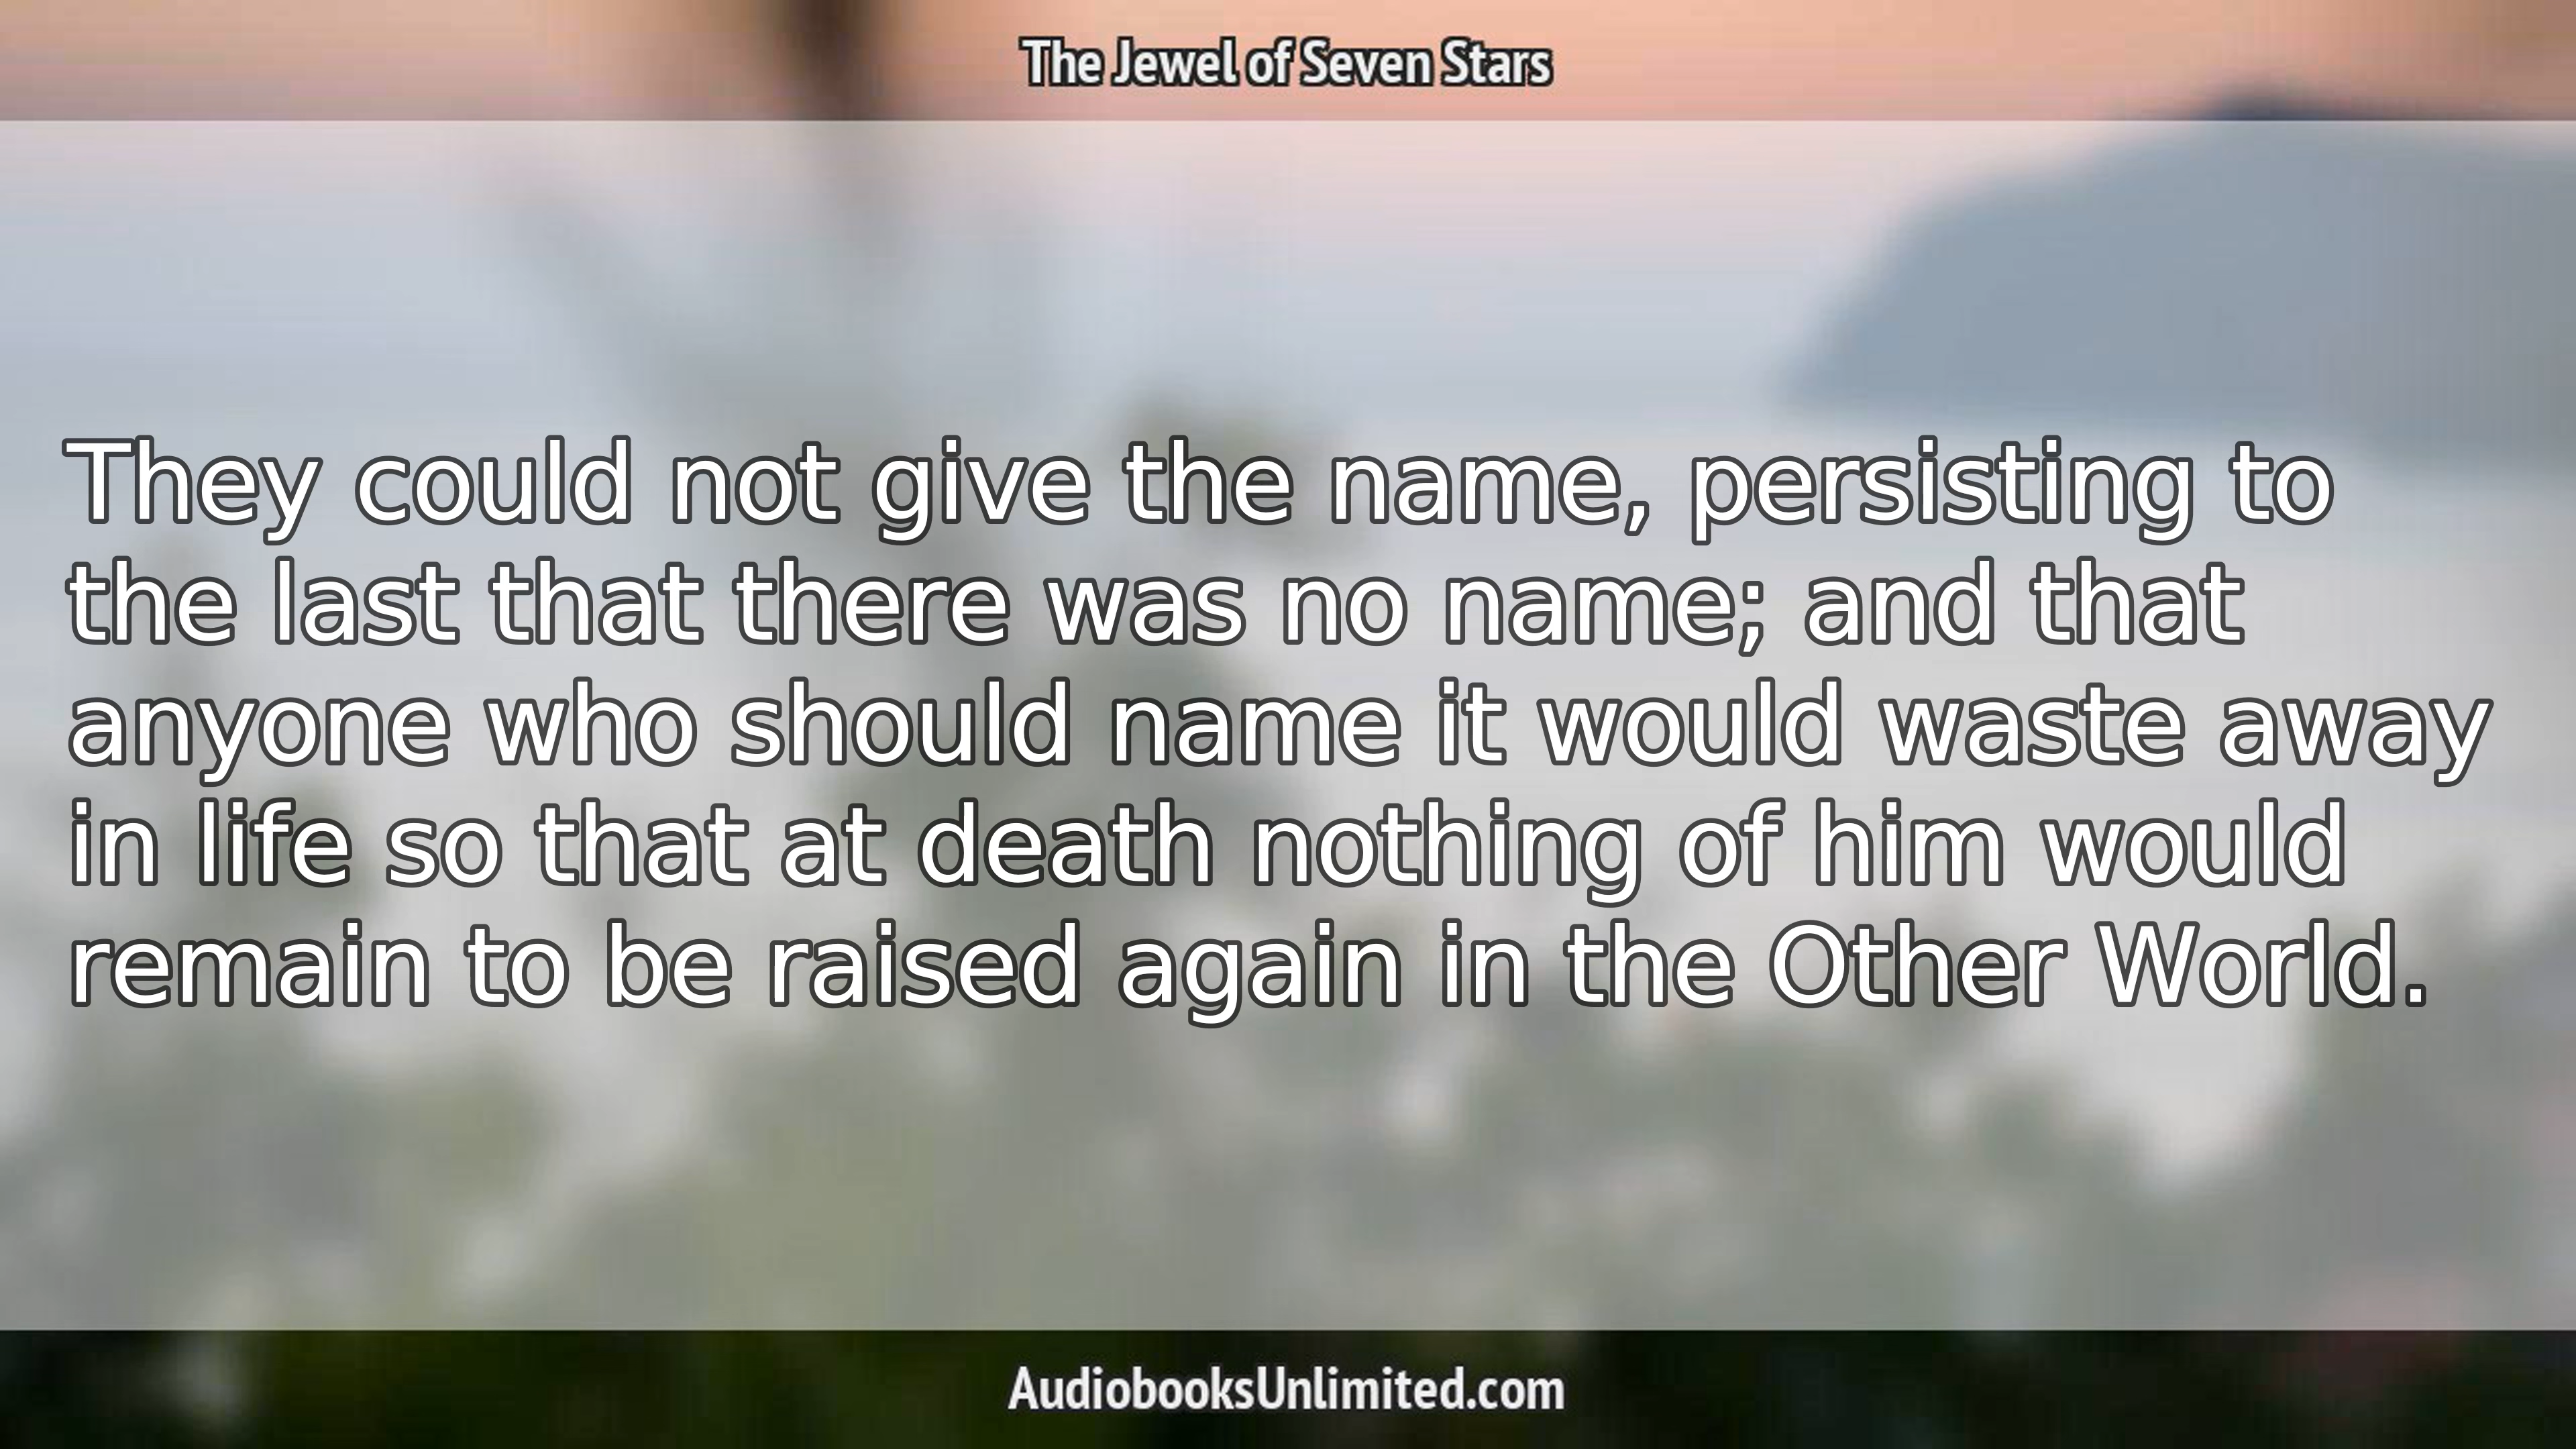 The Jewel of Seven Stars
They could not give the name, persisting to
the last that there was no name; and that
anyone who should name it would waste away
in life so that at death nothing of him would
remain to be raised again in the Other World.
AudiobooksUnlimited.com